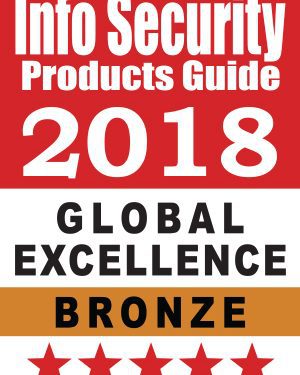 Info Security
Products Guide
2018
GLOBAL
EXCELLENCE
BRONZE